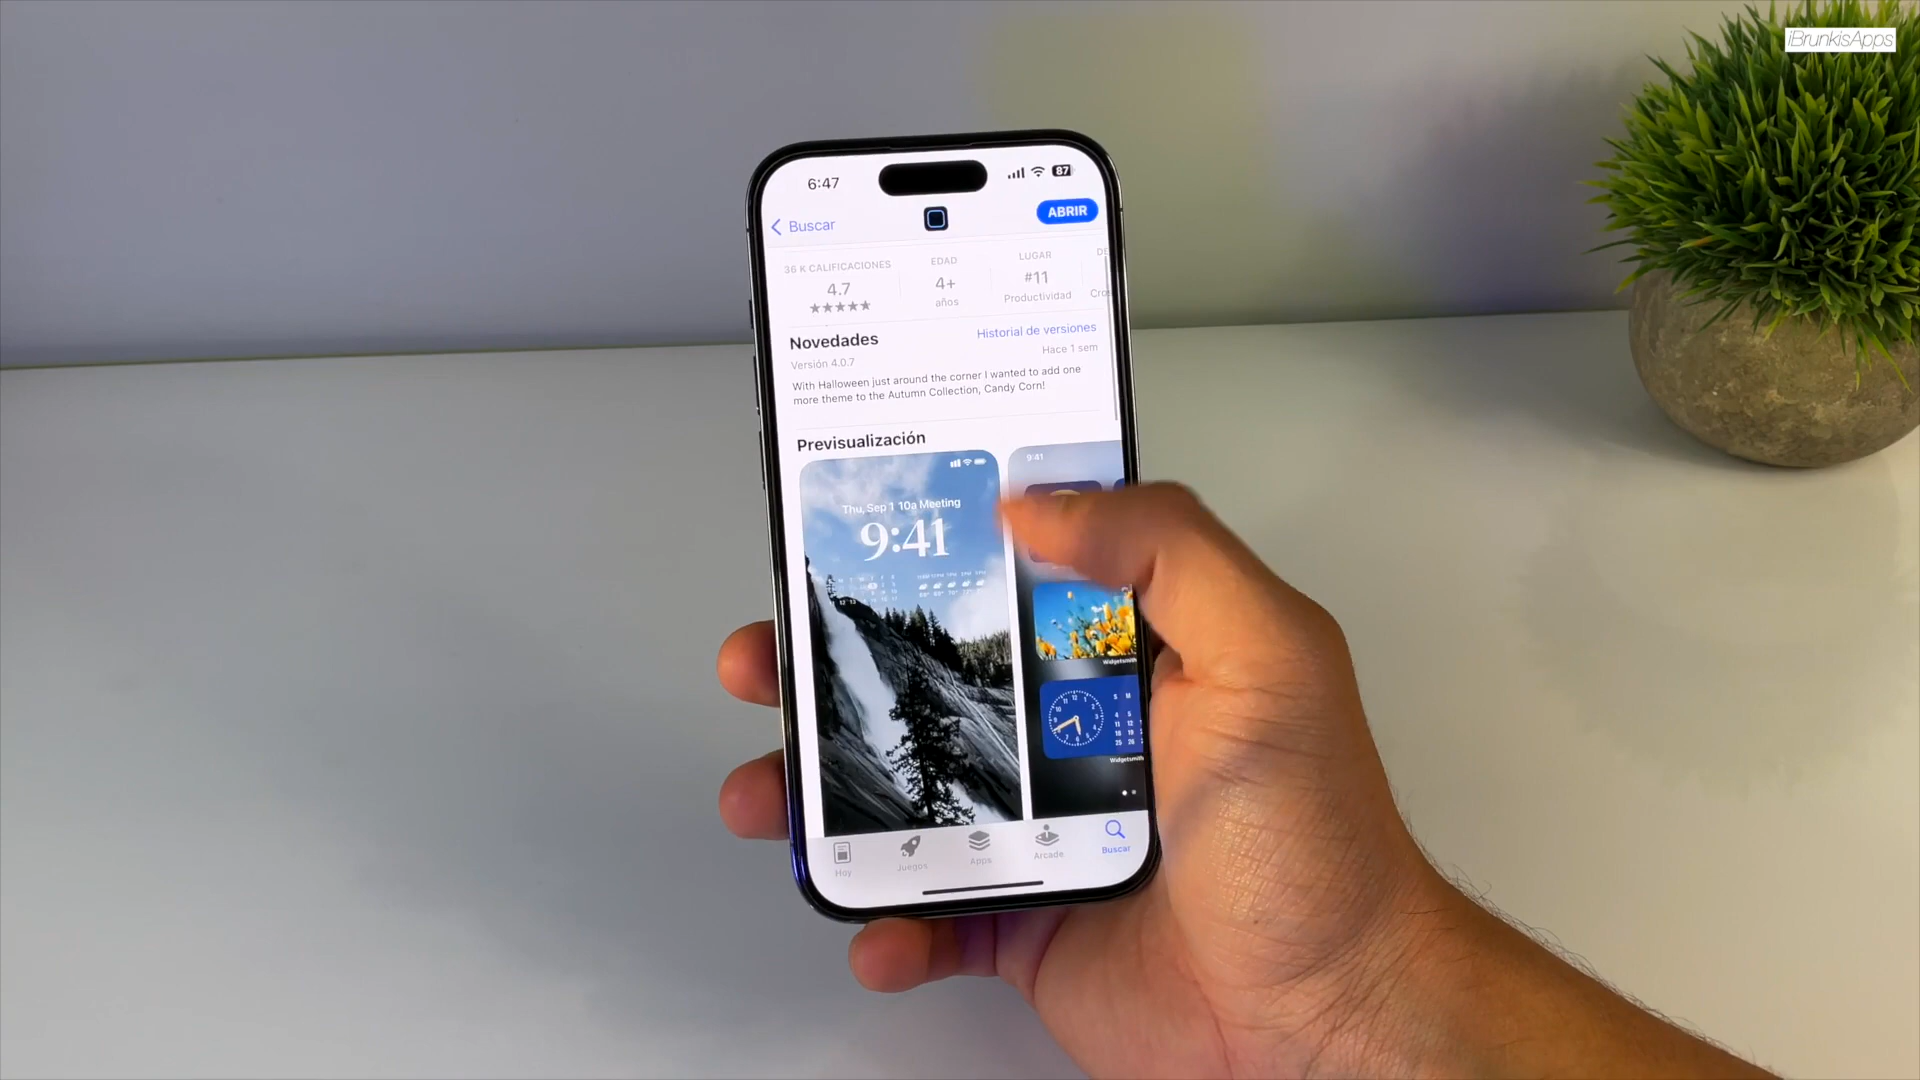 iBrunkisApps
6:47
87
Buscar
ABRIR
36 K CALIFICACIONES
4.7
★★★★★
EDAD
4+
años
LUGAR
#11
Productividad
Novedades
Historial de versiones
Versión 4.0.7
Hace 1 sem
With Halloween just around the corner I wanted to add one
more theme to the Autumn Collection, Candy Corn!
Previsualización
Thu, Sep 1 10a Meeting
9:41
9:41
Widgetsmith
Hoy
Juegos
Apps
Arcade
Buscar